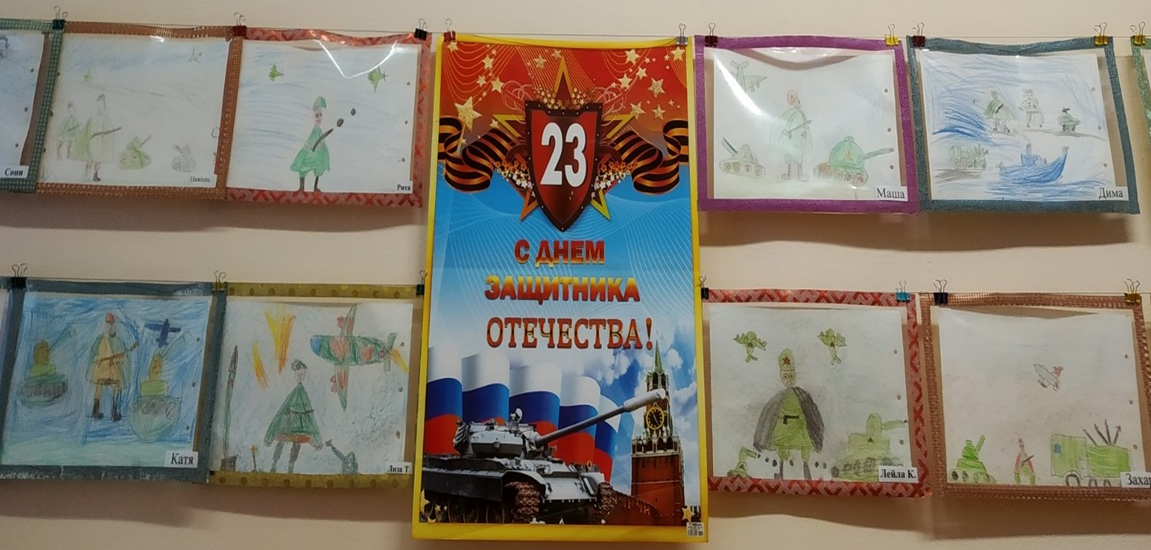 Соня
Рита
23
С ДНЕМ
ЗАЩИТНИКА
ОТЕЧЕСТВА!
Маша
Дима
Катя
Лиза Т.
Лейла К.
Захар